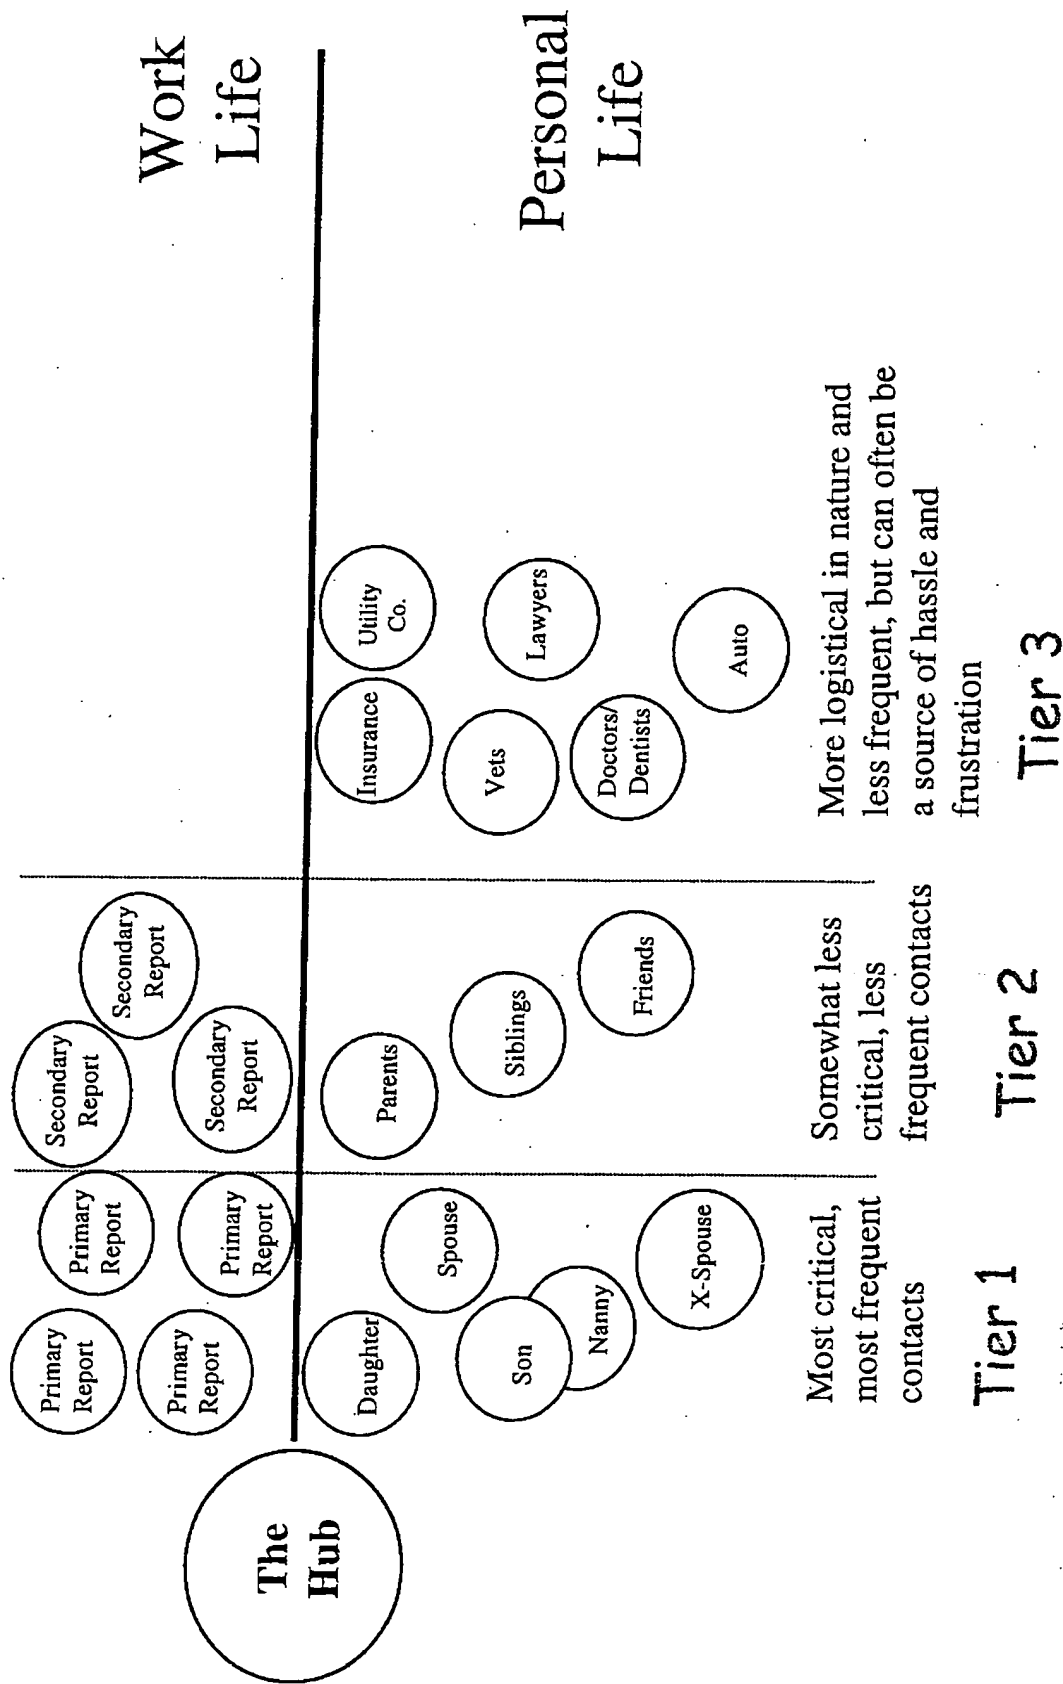 Work
Life
Personal
Life
The
Hub
Primary
Report
Primary
Report
Primary
Report
Primary
Report
Secondary
Report
Secondary
Report
Secondary
Report
Daughter
Spouse
Son
Nanny
X-Spouse
Parents
Siblings
Friends
Insurance
Utility
Co.
Vets
Lawyers
Doctors/
Dentists
Auto
Most critical,
most frequent
contacts
Tier 1
Somewhat less
critical, less
frequent contacts
Tier 2
More logistical in nature and
less frequent, but can often be
a source of hassle and
frustration
Tier 3